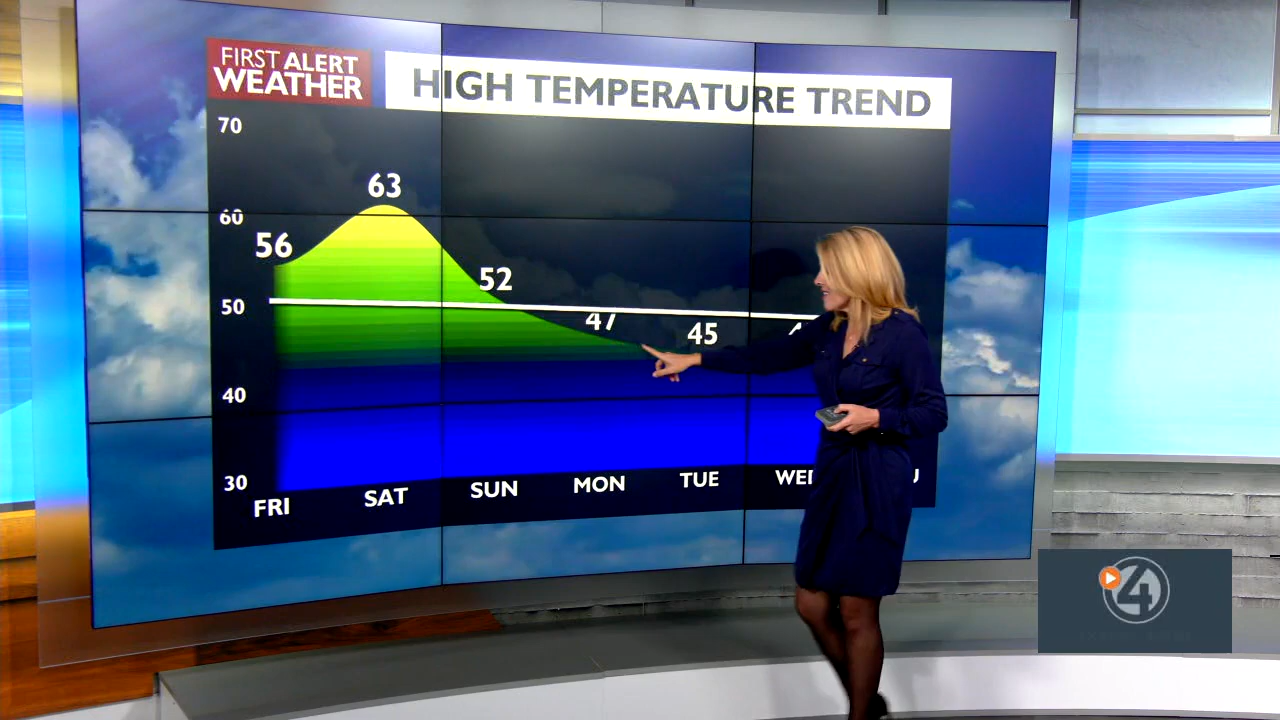 FIRST ALERT
WEATHER
HIGH TEMPERATURE TREND
70
63
60
56
52
50
47
45
40
30
FRI
SAT
SUN
MON
TUE
4